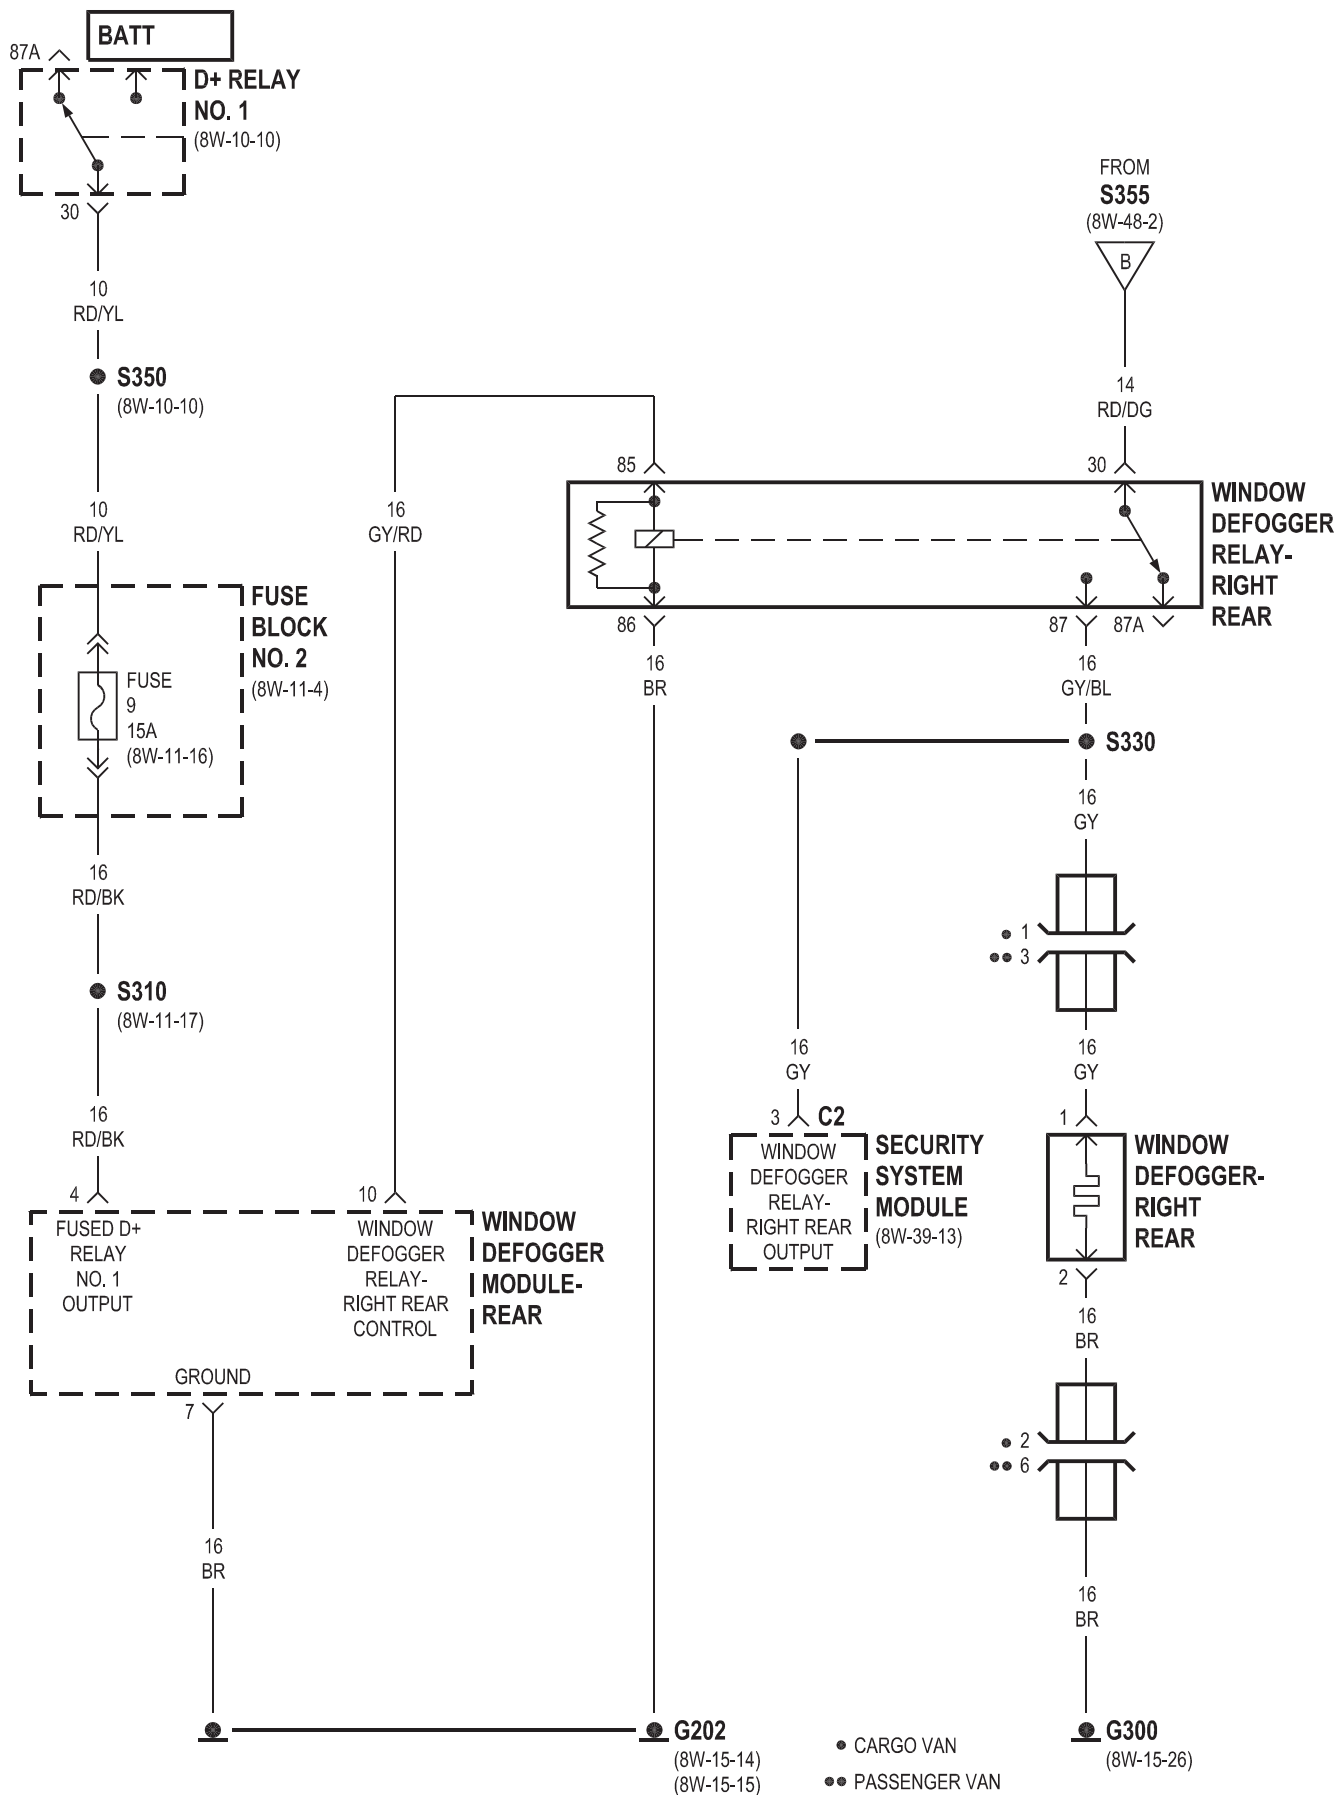 BATT
87A
D+ RELAY
NO. 1
(8W-10-10)
30
10
RD/YL
S350
(8W-10-10)
10
RD/YL
FUSE
BLOCK
NO. 2
(8W-11-4)
FUSE
9
15A
(8W-11-16)
16
RD/BK
S310
(8W-11-17)
16
RD/BK
4
FUSED D+
RELAY
NO. 1
OUTPUT
10
WINDOW
DEFOGGER
RELAY-
RIGHT REAR
CONTROL
GROUND
WINDOW
DEFOGGER
MODULE-
REAR
7
16
BR
16
GY/RD
FROM
S355
(8W-48-2)
B
14
RD/DG
85
30
WINDOW
DEFOGGER
RELAY-
RIGHT
REAR
86
87
87A
16
BR
16
GY/BL
S330
16
GY
1
3
16
GY
16
GY
3
C2
WINDOW
DEFOGGER
RELAY-
RIGHT REAR
OUTPUT
SECURITY
SYSTEM
MODULE
(8W-39-13)
1
WINDOW
DEFOGGER-
RIGHT
REAR
2
16
BR
2
6
16
BR
G202
(8W-15-14)
(8W-15-15)
CARGO VAN
PASSENGER VAN
G300
(8W-15-26)